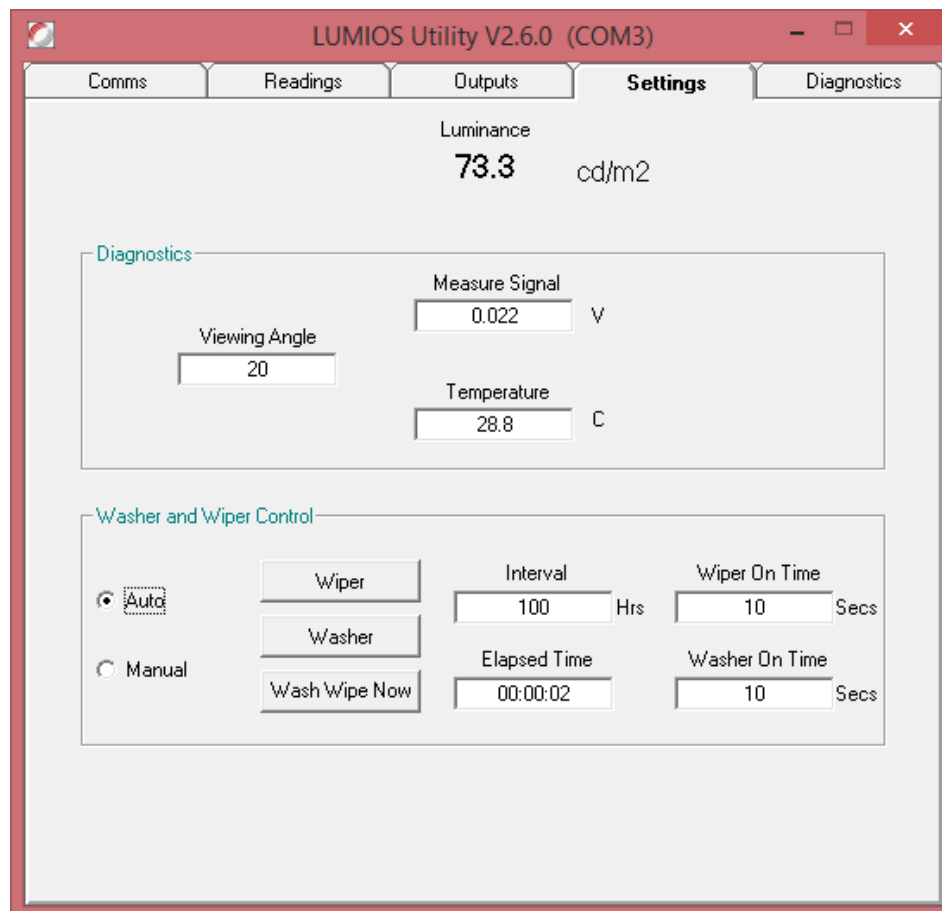 LUMIOS Utility V2.6.0 (COM3)
Comms Readings Outputs Settings Diagnostics
Luminance
73.3 cd/m2
Diagnostics
Measure Signal
0.022 V
Viewing Angle
20
Temperature
28.8 C
Washer and Wiper Control
Auto
Manual
Wiper
Washer
Wash Wipe Now
Interval
100 Hrs
Elapsed Time
00:00:02
Wiper On Time
10 Secs
Washer On Time
10 Secs